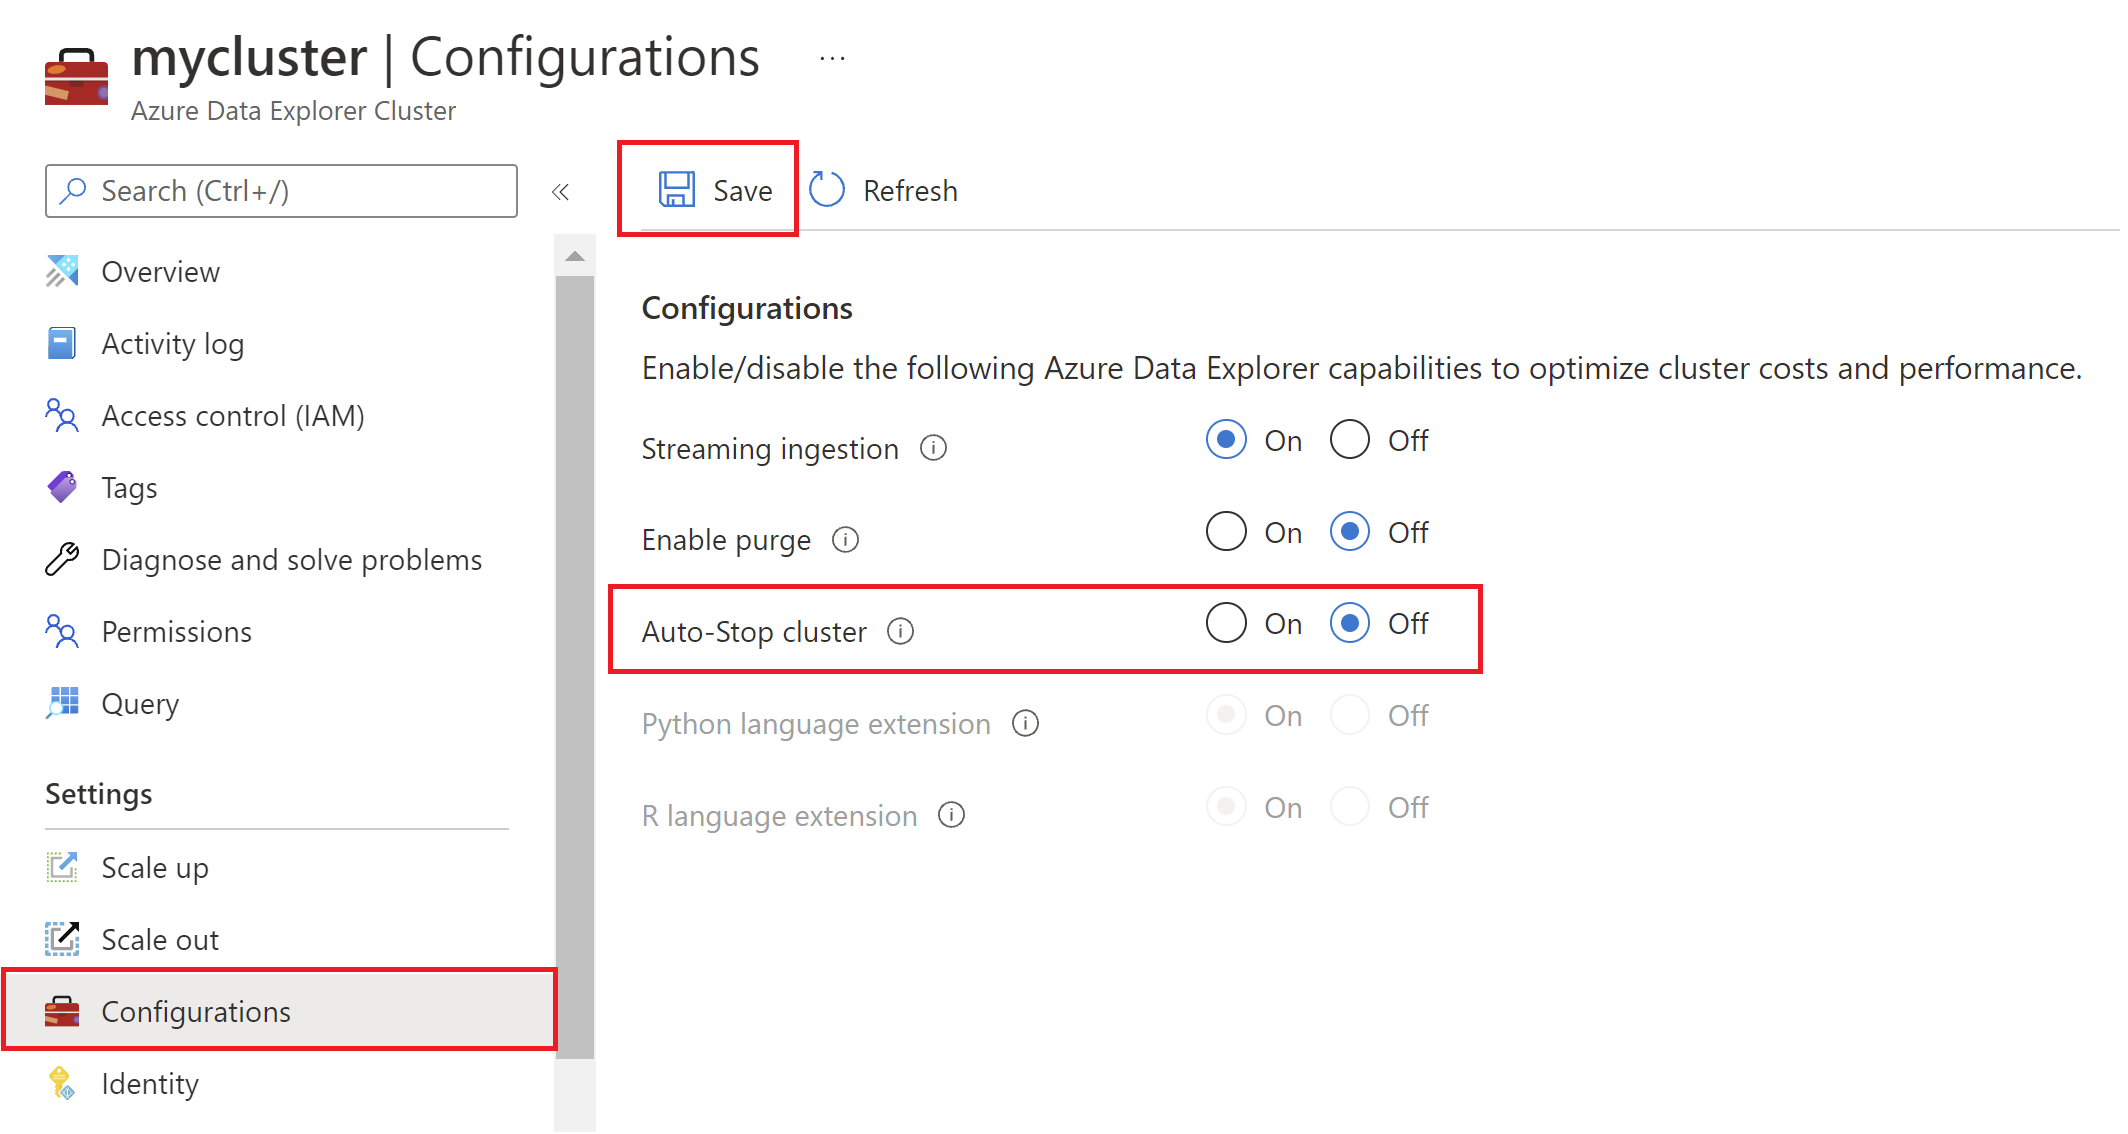 mycluster | Configurations ...
Azure Data Explorer Cluster
Search (Ctrl+/)
«
Overview
Activity log
Access control (IAM)
Tags
Diagnose and solve problems
Permissions
Query
Settings
Scale up
Scale out
Configurations
Identity
Save Refresh
Configurations
Enable/disable the following Azure Data Explorer capabilities to optimize cluster costs and performance.
Streaming ingestion On Off
Enable purge On Off
Auto-Stop cluster On Off
Python language extension On Off
R language extension On Off